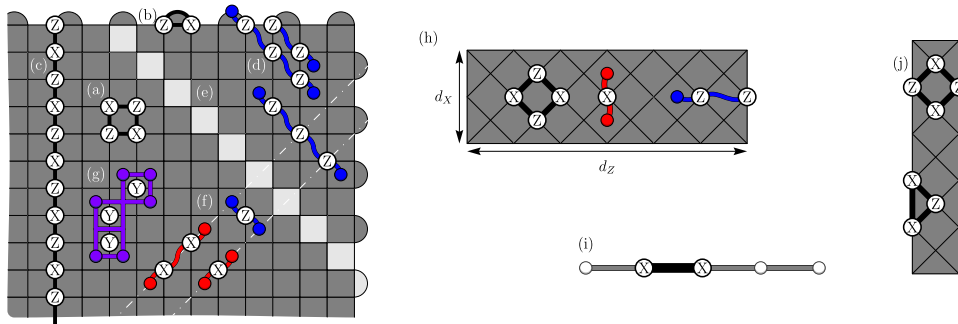 (b) Z X
Z Z Z Z
X Z X
(c) Z (d) Z
(a) X Z (e) Z
Z Z X Z
X Z
(g) Y (f)
Z
X Y Z
Z Y X
X X X
Z
(h)
d_X
Z
X X X Z Z
Z
d_Z
(i)
X X
(j)
X
Z Z
X
X
Z
X